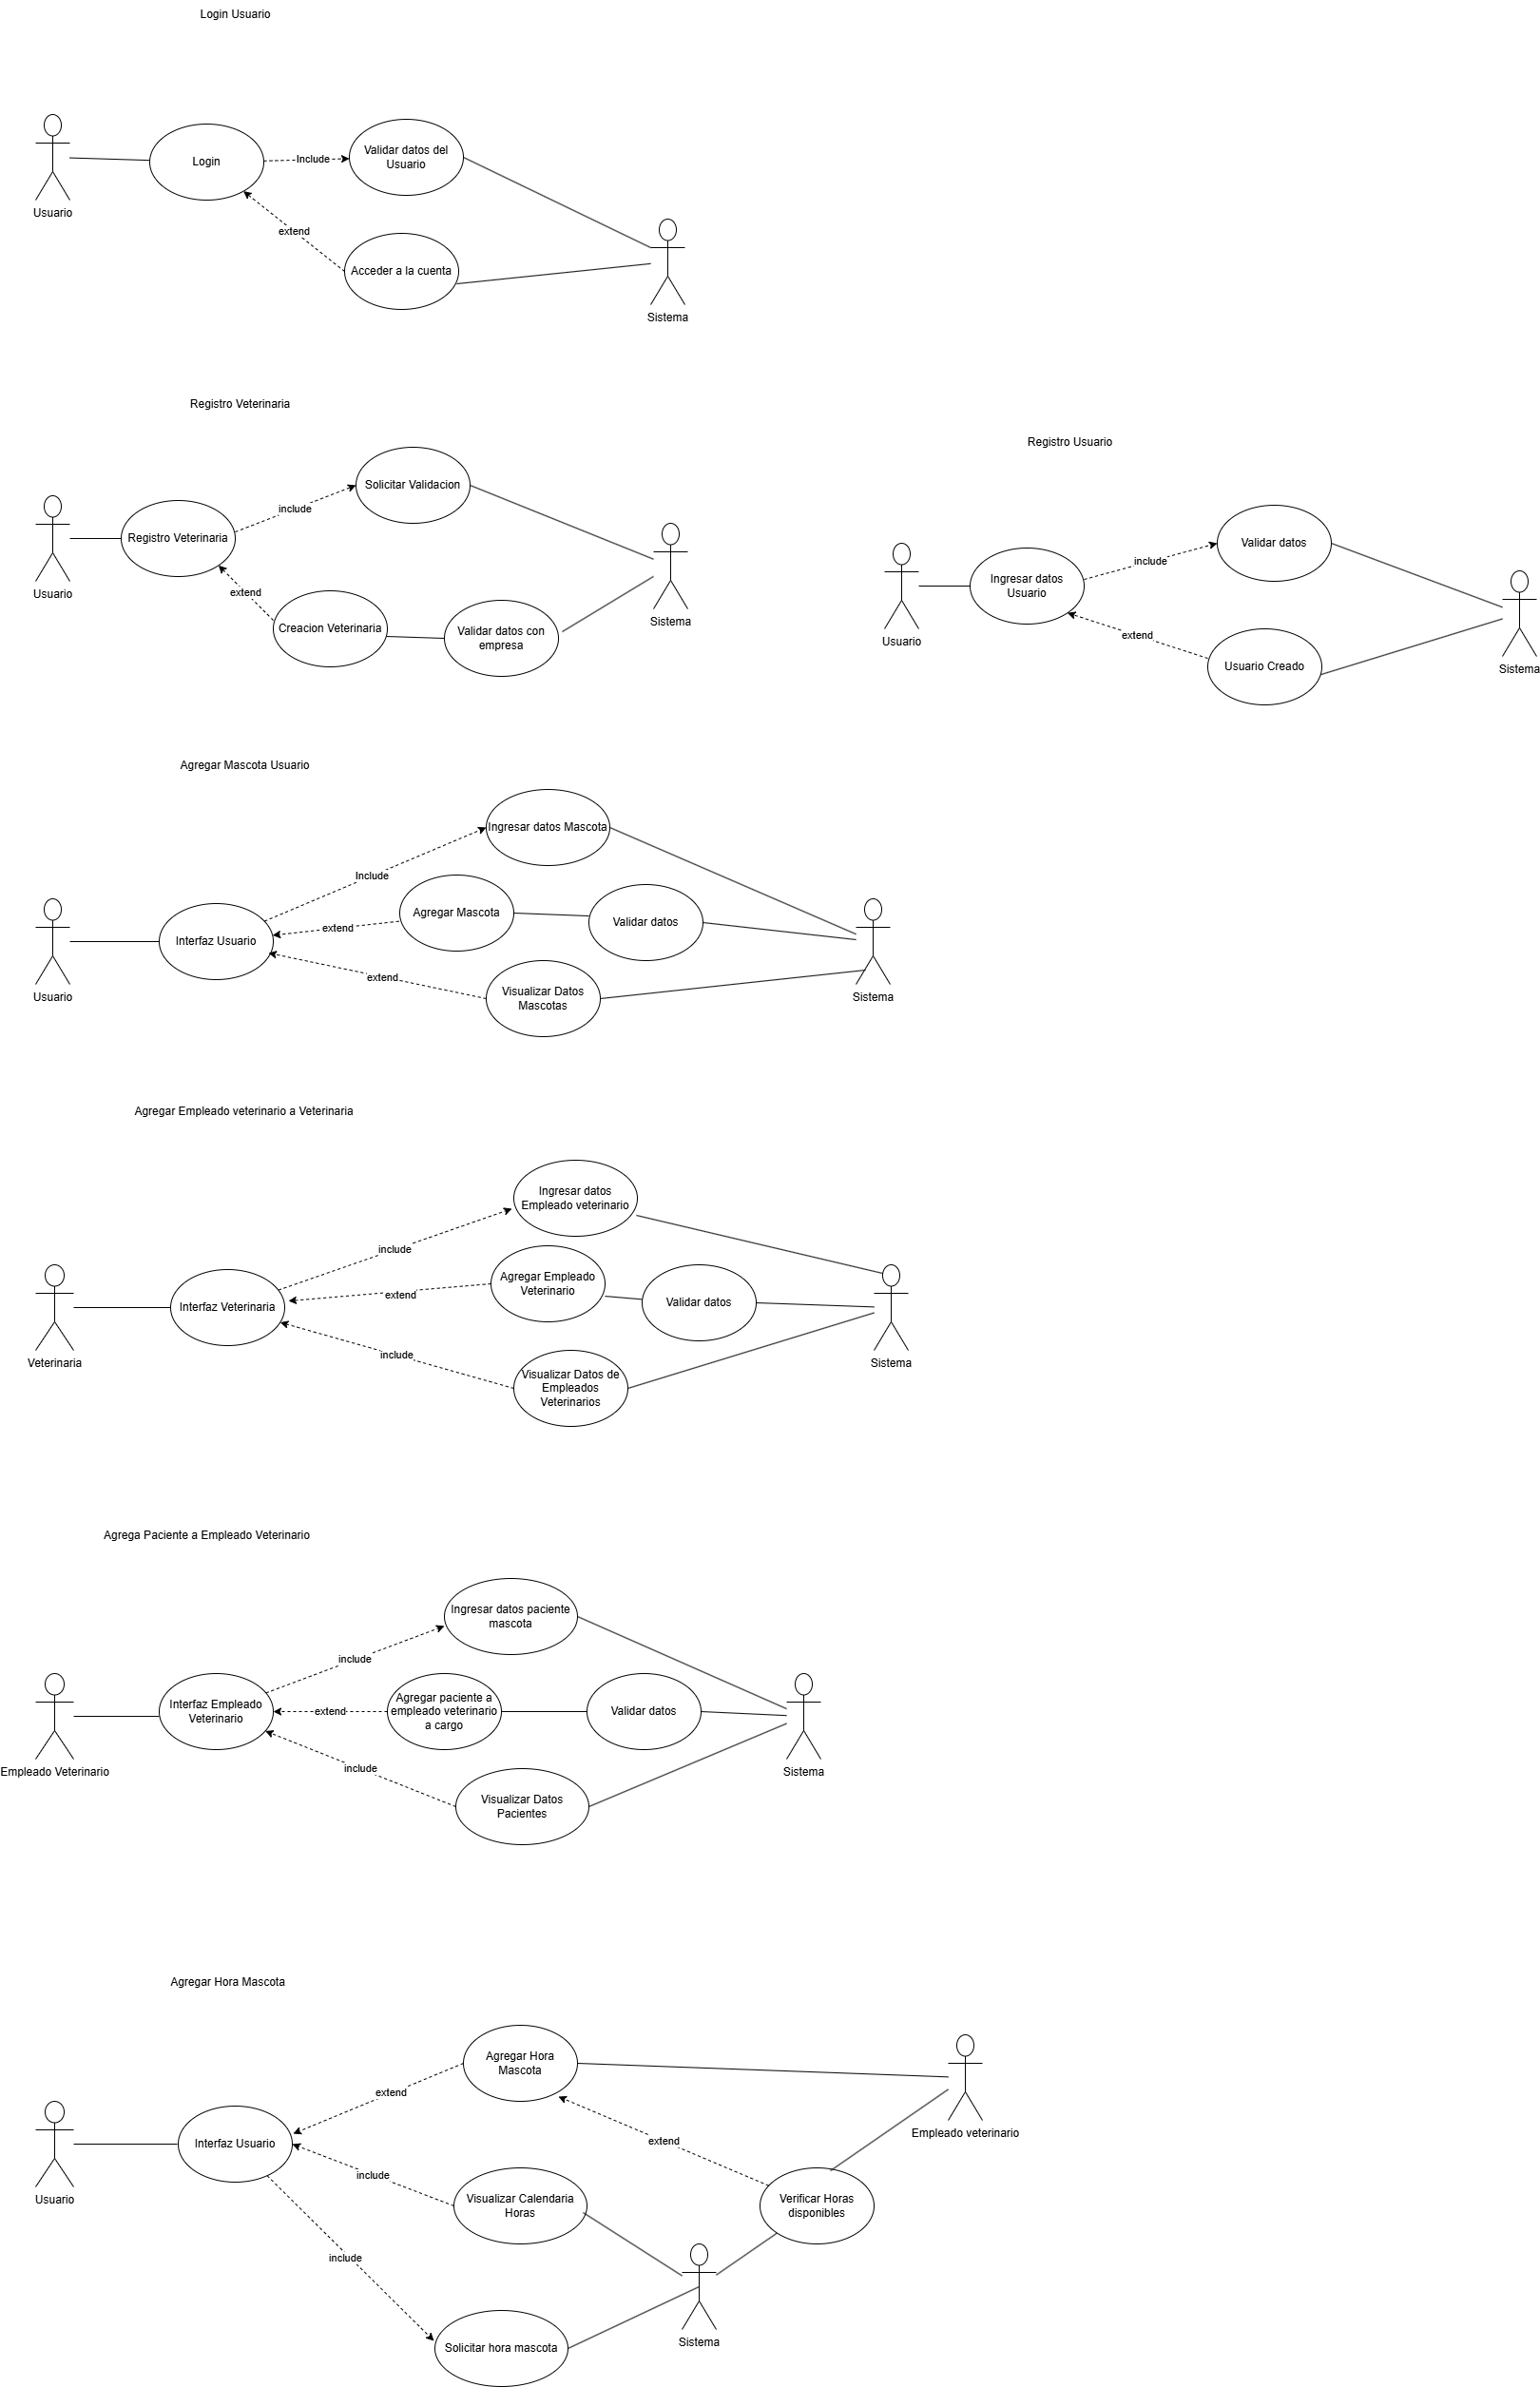 Login Usuario
Login
Include
Validar datos del
Usuario
Usuario
extend
Acceder a la cuenta
Sistema
Registro Veterinaria
Solicitar Validacion
include
Registro Veterinaria
Usuario
extend
Creacion Veterinaria
Validar datos con
empresa
Sistema
Registro Usuario
Validar datos
include
Ingresar datos
Usuario
Usuario
extend
Usuario Creado
Sistema
Agregar Mascota Usuario
Ingresar datos Mascota
Include
Agregar Mascota
Validar datos
extend
Interfaz Usuario
extend
Visualizar Datos
Mascotas
Usuario
Sistema
Agregar Empleado veterinario a Veterinaria
Ingresar datos
Empleado veterinario
include
Agregar Empleado
Veterinario
extend
Validar datos
Interfaz Veterinaria
include
Veterinaria
Visualizar Datos de
Empleados
Veterinarios
Sistema
Agrega Paciente a Empleado Veterinario
Ingresar datos paciente
mascota
include
Interfaz Empleado
Veterinario
extend
Agregar paciente a
empleado veterinario
a cargo
Validar datos
include
Empleado Veterinario
Visualizar Datos
Pacientes
Sistema
Agregar Hora Mascota
Agregar Hora
Mascota
extend
Empleado veterinario
extend
Interfaz Usuario
include
Usuario
Visualizar Calendaria
Horas
Verificar Horas
disponibles
include
Solicitar hora mascota
Sistema